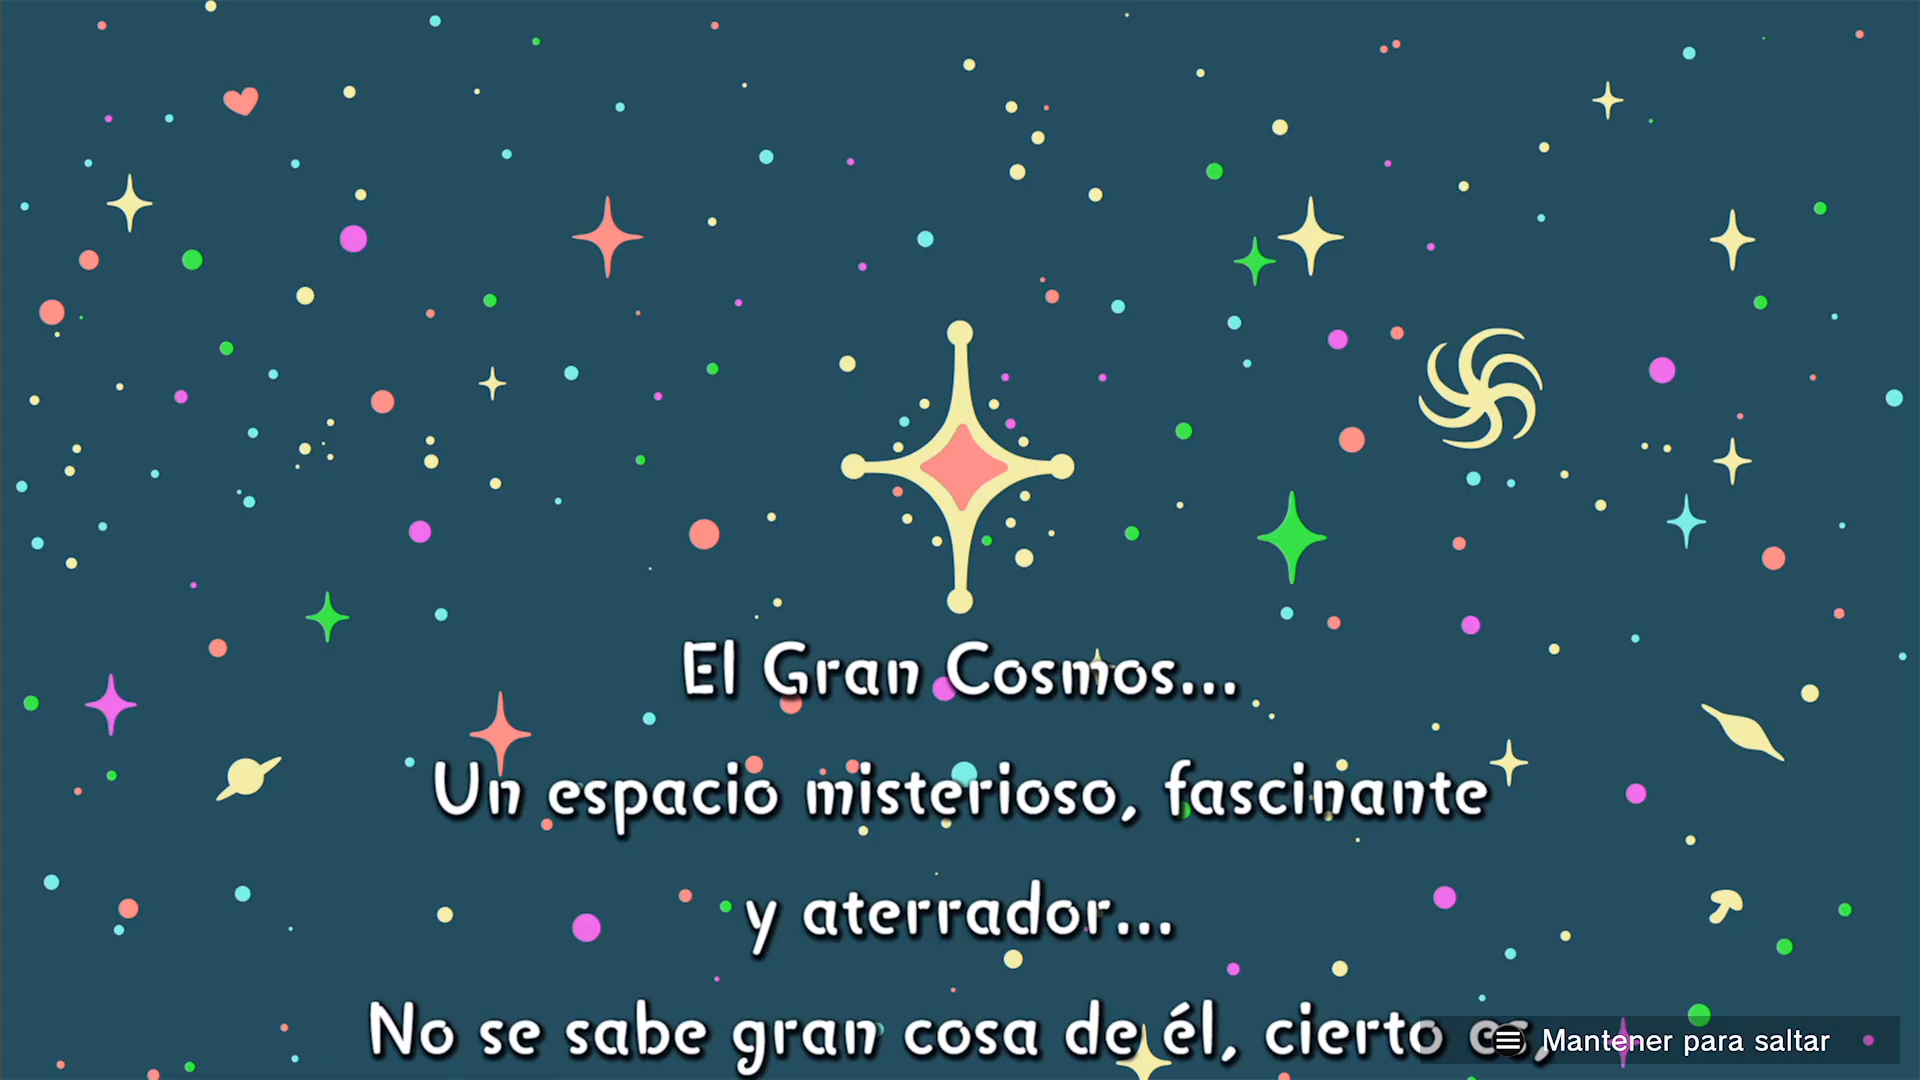 El Gran Cosmos...
Un espacio misterioso, fascinante
y aterrador...
No se sabe gran cosa de él, cierto es,
Mantener para saltar